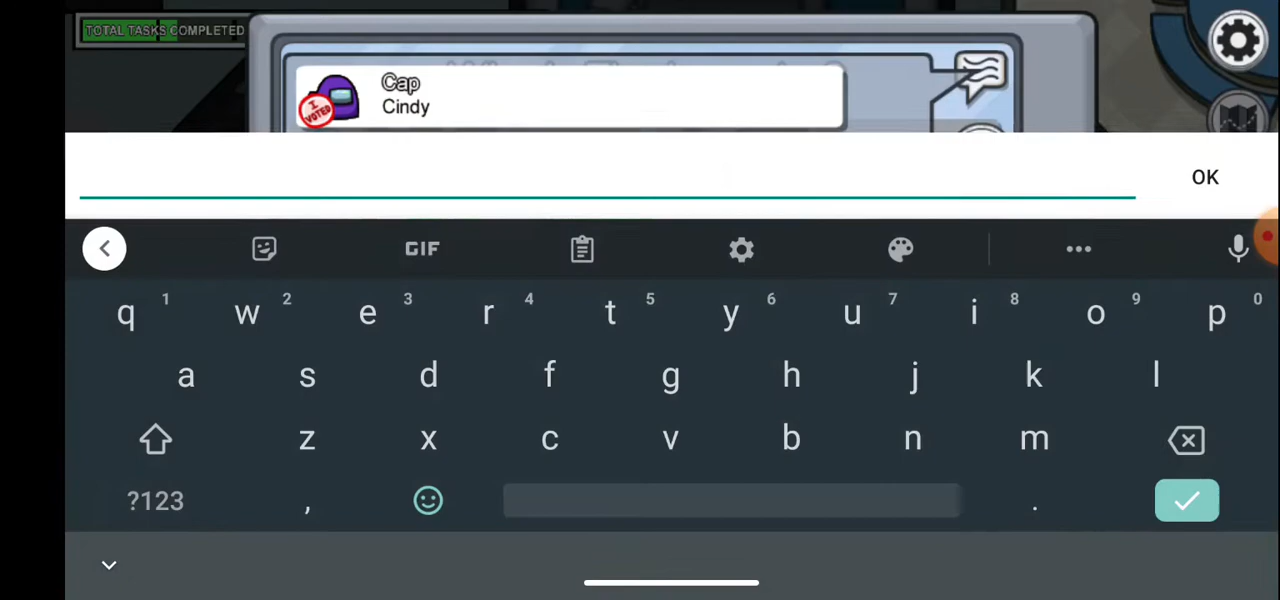 TOTAL TASKS COMPLETED
Cap
I VOTED
Cindy
OK
GIF
q 1 w 2 e 3 r 4 t 5 y 6 u 7 i 8 o 9 p 0
a s d f g h j k l
z x c v b n m
?123 , .